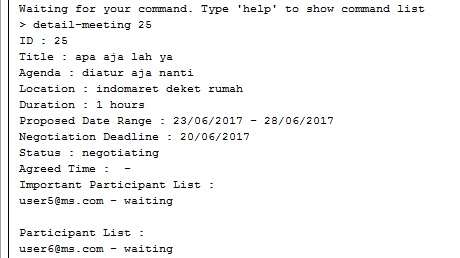 Waiting for your command. Type 'help' to show command list
> detail-meeting 25
ID : 25
Title : apa aja lah ya
Agenda : diatur aja nanti
Location : indomaret deket rumah
Duration : 1 hours
Proposed Date Range : 23/06/2017 - 28/06/2017
Negotiation Deadline : 20/06/2017
Status : negotiating
Agreed Time :  -
Important Participant List :
user5@ms.com - waiting

Participant List :
user6@ms.com - waiting